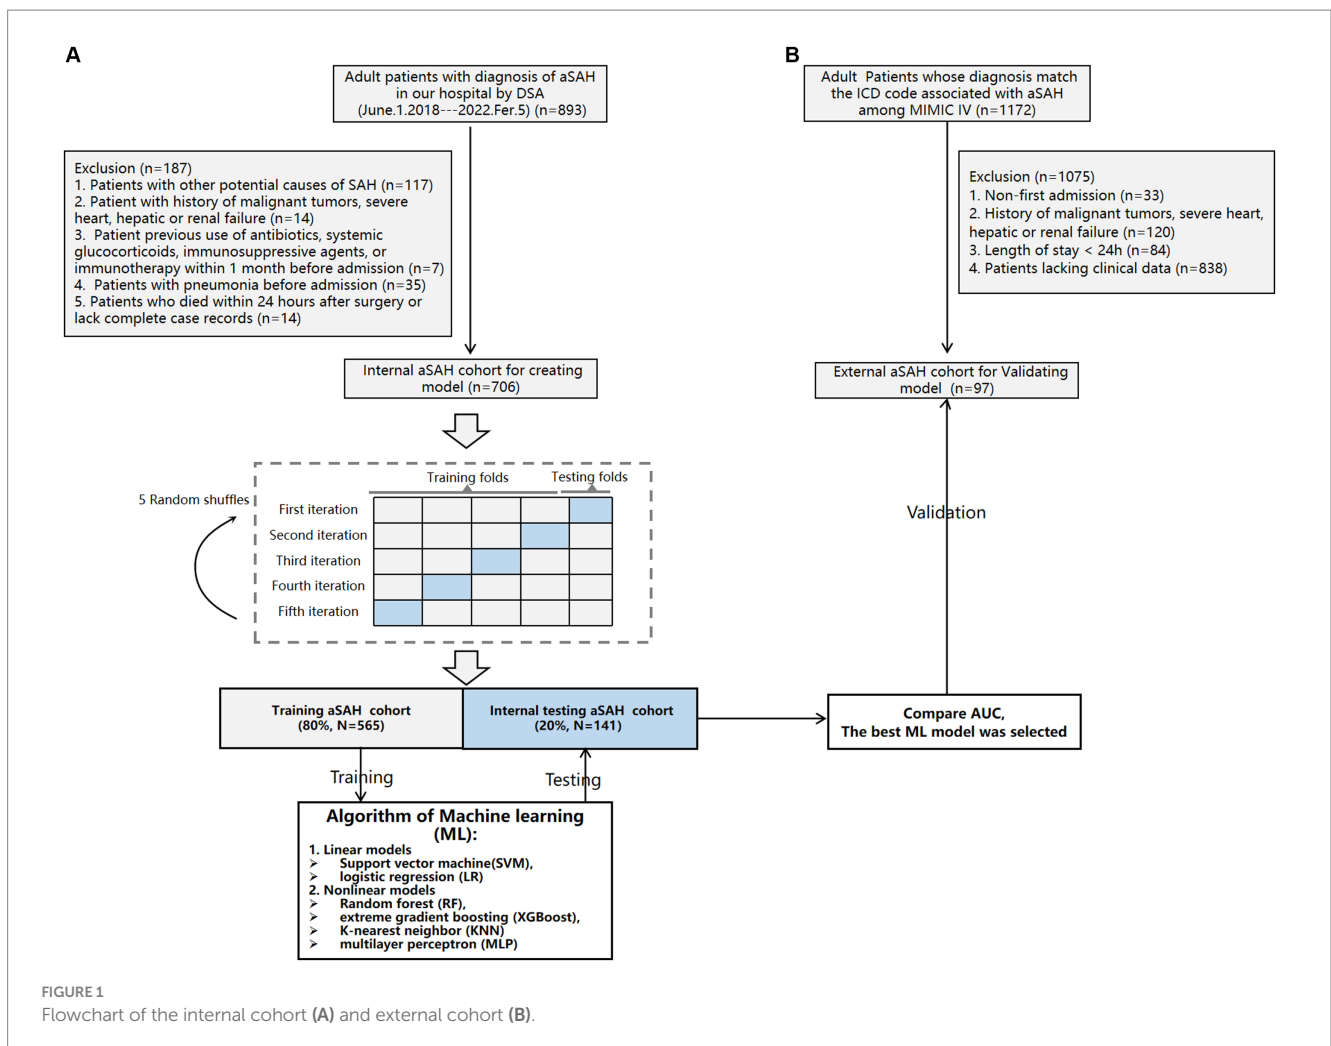 A
Adult patients with diagnosis of aSAH
in our hospital by DSA
(June.1.2018---2022.Fer.5) (n=893)
Exclusion (n=187)
1. Patients with other potential causes of SAH (n=117)
2. Patient with history of malignant tumors, severe
heart, hepatic or renal failure (n=14)
3. Patient previous use of antibiotics, systemic
glucocorticoids, immunosuppressive agents, or
immunotherapy within 1 month before admission (n=7)
4. Patients with pneumonia before admission (n=35)
5. Patients who died within 24 hours after surgery or
lack complete case records (n=14)
Internal aSAH cohort for creating
model (n=706)
5 Random shuffles
Training folds
Testing folds
First iteration
Second iteration
Third iteration
Fourth iteration
Fifth iteration
Training aSAH cohort
(80%, N=565)
Internal testing aSAH cohort
(20%, N=141)
Training
Testing
Algorithm of Machine learning
(ML):
1. Linear models
➢ Support vector machine(SVM),
➢ logistic regression (LR)
2. Nonlinear models
➢ Random forest (RF),
➢ extreme gradient boosting (XGBoost),
➢ K-nearest neighbor (KNN)
➢ multilayer perceptron (MLP)
B
Adult Patients whose diagnosis match
the ICD code associated with aSAH
among MIMIC IV (n=1172)
Exclusion (n=1075)
1. Non-first admission (n=33)
2. History of malignant tumors, severe heart,
hepatic or renal failure (n=120)
3. Length of stay < 24h (n=84)
4. Patients lacking clinical data (n=838)
External aSAH cohort for Validating
model (n=97)
Validation
Compare AUC,
The best ML model was selected
FIGURE 1
Flowchart of the internal cohort (A) and external cohort (B).